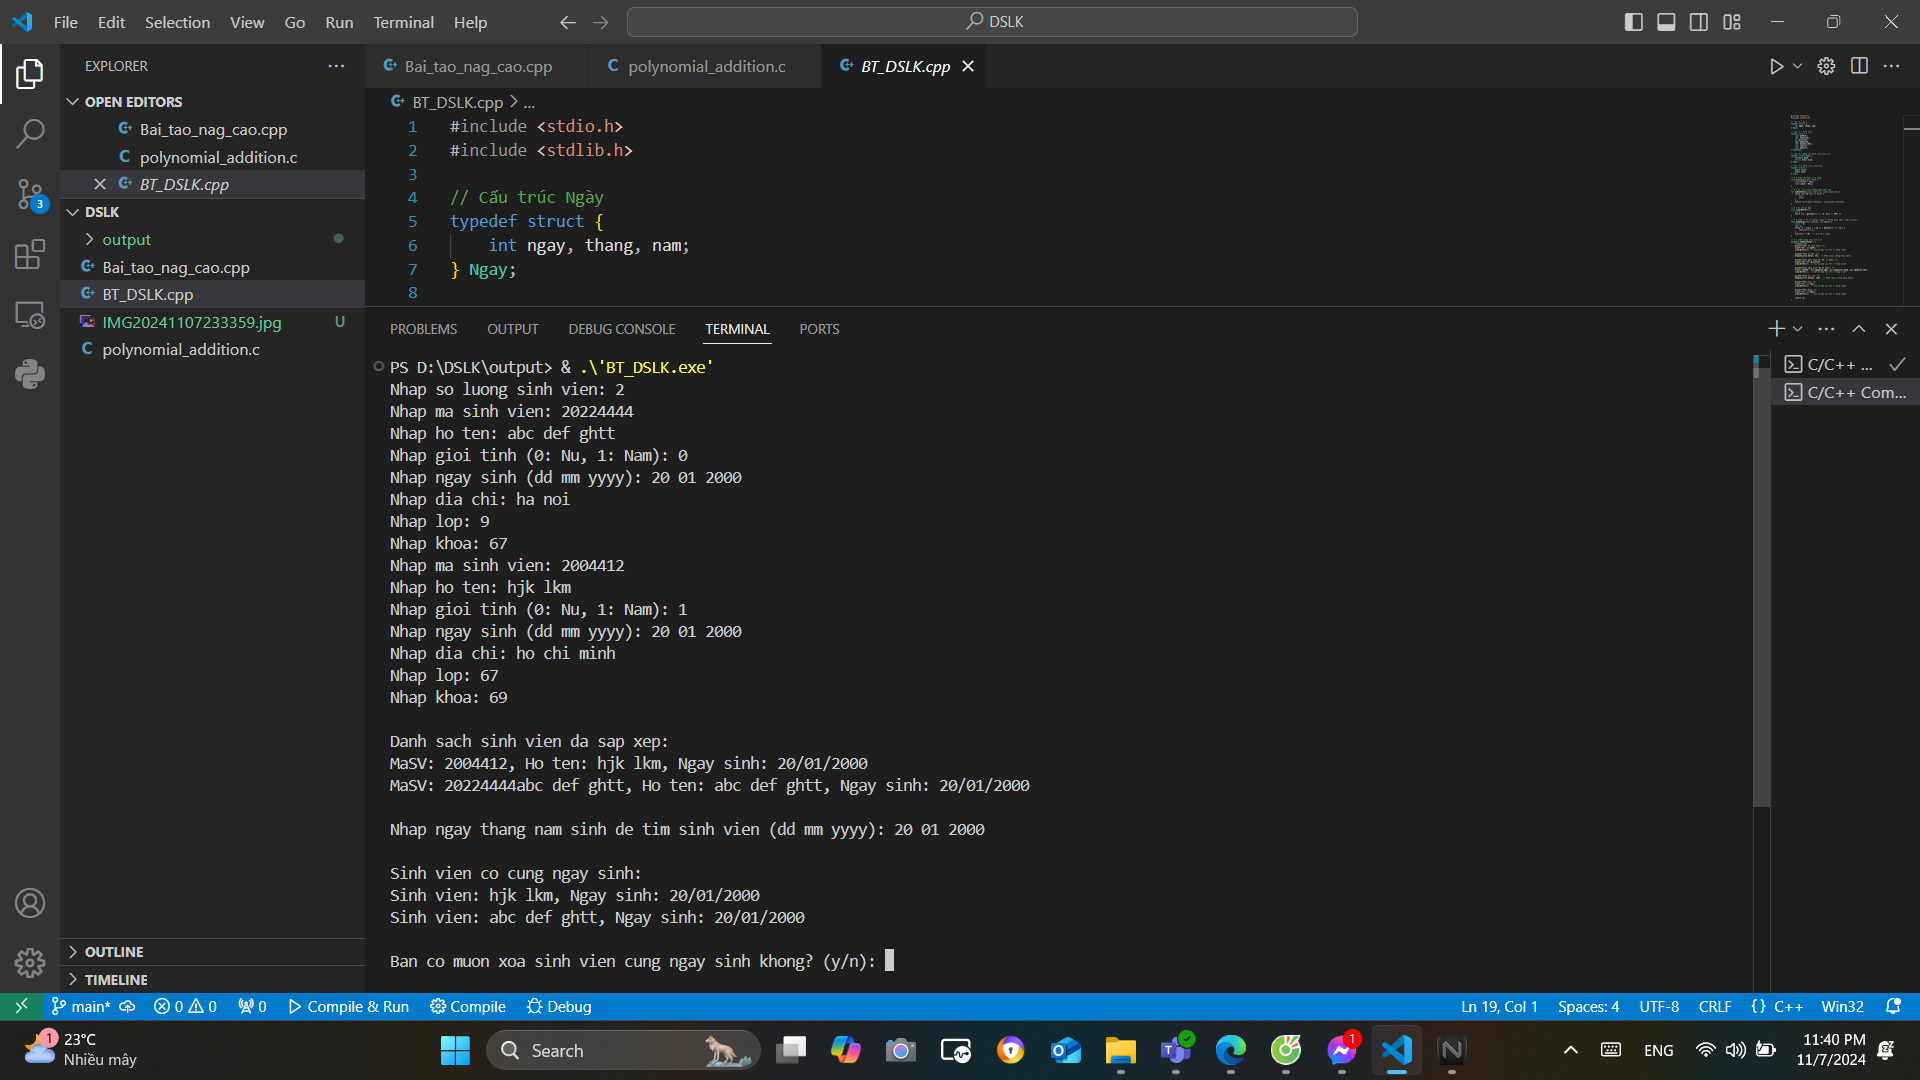 File Edit Selection View Go Run Terminal Help
DSLK
EXPLORER
OPEN EDITORS
Bai_tao_nag_cao.cpp
polynomial_addition.c
BT_DSLK.cpp
DSLK
output
Bai_tao_nag_cao.cpp
BT_DSLK.cpp
IMG20241107233359.jpg U
polynomial_addition.c
OUTLINE
TIMELINE
Bai_tao_nag_cao.cpp polynomial_addition.c BT_DSLK.cpp
BT_DSLK.cpp > ...
1 #include <stdio.h>
2 #include <stdlib.h>
3
4 // Cấu trúc Ngày
5 typedef struct {
6 int ngay, thang, nam;
7 } Ngay;
8
PROBLEMS OUTPUT DEBUG CONSOLE TERMINAL PORTS
PS D:\DSLK\output> & .\'BT_DSLK.exe'
Nhap so luong sinh vien: 2
Nhap ma sinh vien: 20224444
Nhap ho ten: abc def ghtt
Nhap gioi tinh (0: Nu, 1: Nam): 0
Nhap ngay sinh (dd mm yyyy): 20 01 2000
Nhap dia chi: ha noi
Nhap lop: 9
Nhap khoa: 67
Nhap ma sinh vien: 2004412
Nhap ho ten: hjk lkm
Nhap gioi tinh (0: Nu, 1: Nam): 1
Nhap ngay sinh (dd mm yyyy): 20 01 2000
Nhap dia chi: ho chi minh
Nhap lop: 67
Nhap khoa: 69
Danh sach sinh vien da sap xep:
MaSV: 2004412, Ho ten: hjk lkm, Ngay sinh: 20/01/2000
MaSV: 20224444abc def ghtt, Ho ten: abc def ghtt, Ngay sinh: 20/01/2000
Nhap ngay thang nam sinh de tim sinh vien (dd mm yyyy): 20 01 2000
Sinh vien co cung ngay sinh:
Sinh vien: hjk lkm, Ngay sinh: 20/01/2000
Sinh vien: abc def ghtt, Ngay sinh: 20/01/2000
Ban co muon xoa sinh vien cung ngay sinh khong? (y/n):
C/C++ ...
C/C++ Com...
3
main* 0 0 0 Compile & Run Compile Debug
Ln 19, Col 1 Spaces: 4 UTF-8 CRLF {} C++ Win32
1
23°C
Nhiều mây
Search
1
ENG
11:40 PM
11/7/2024